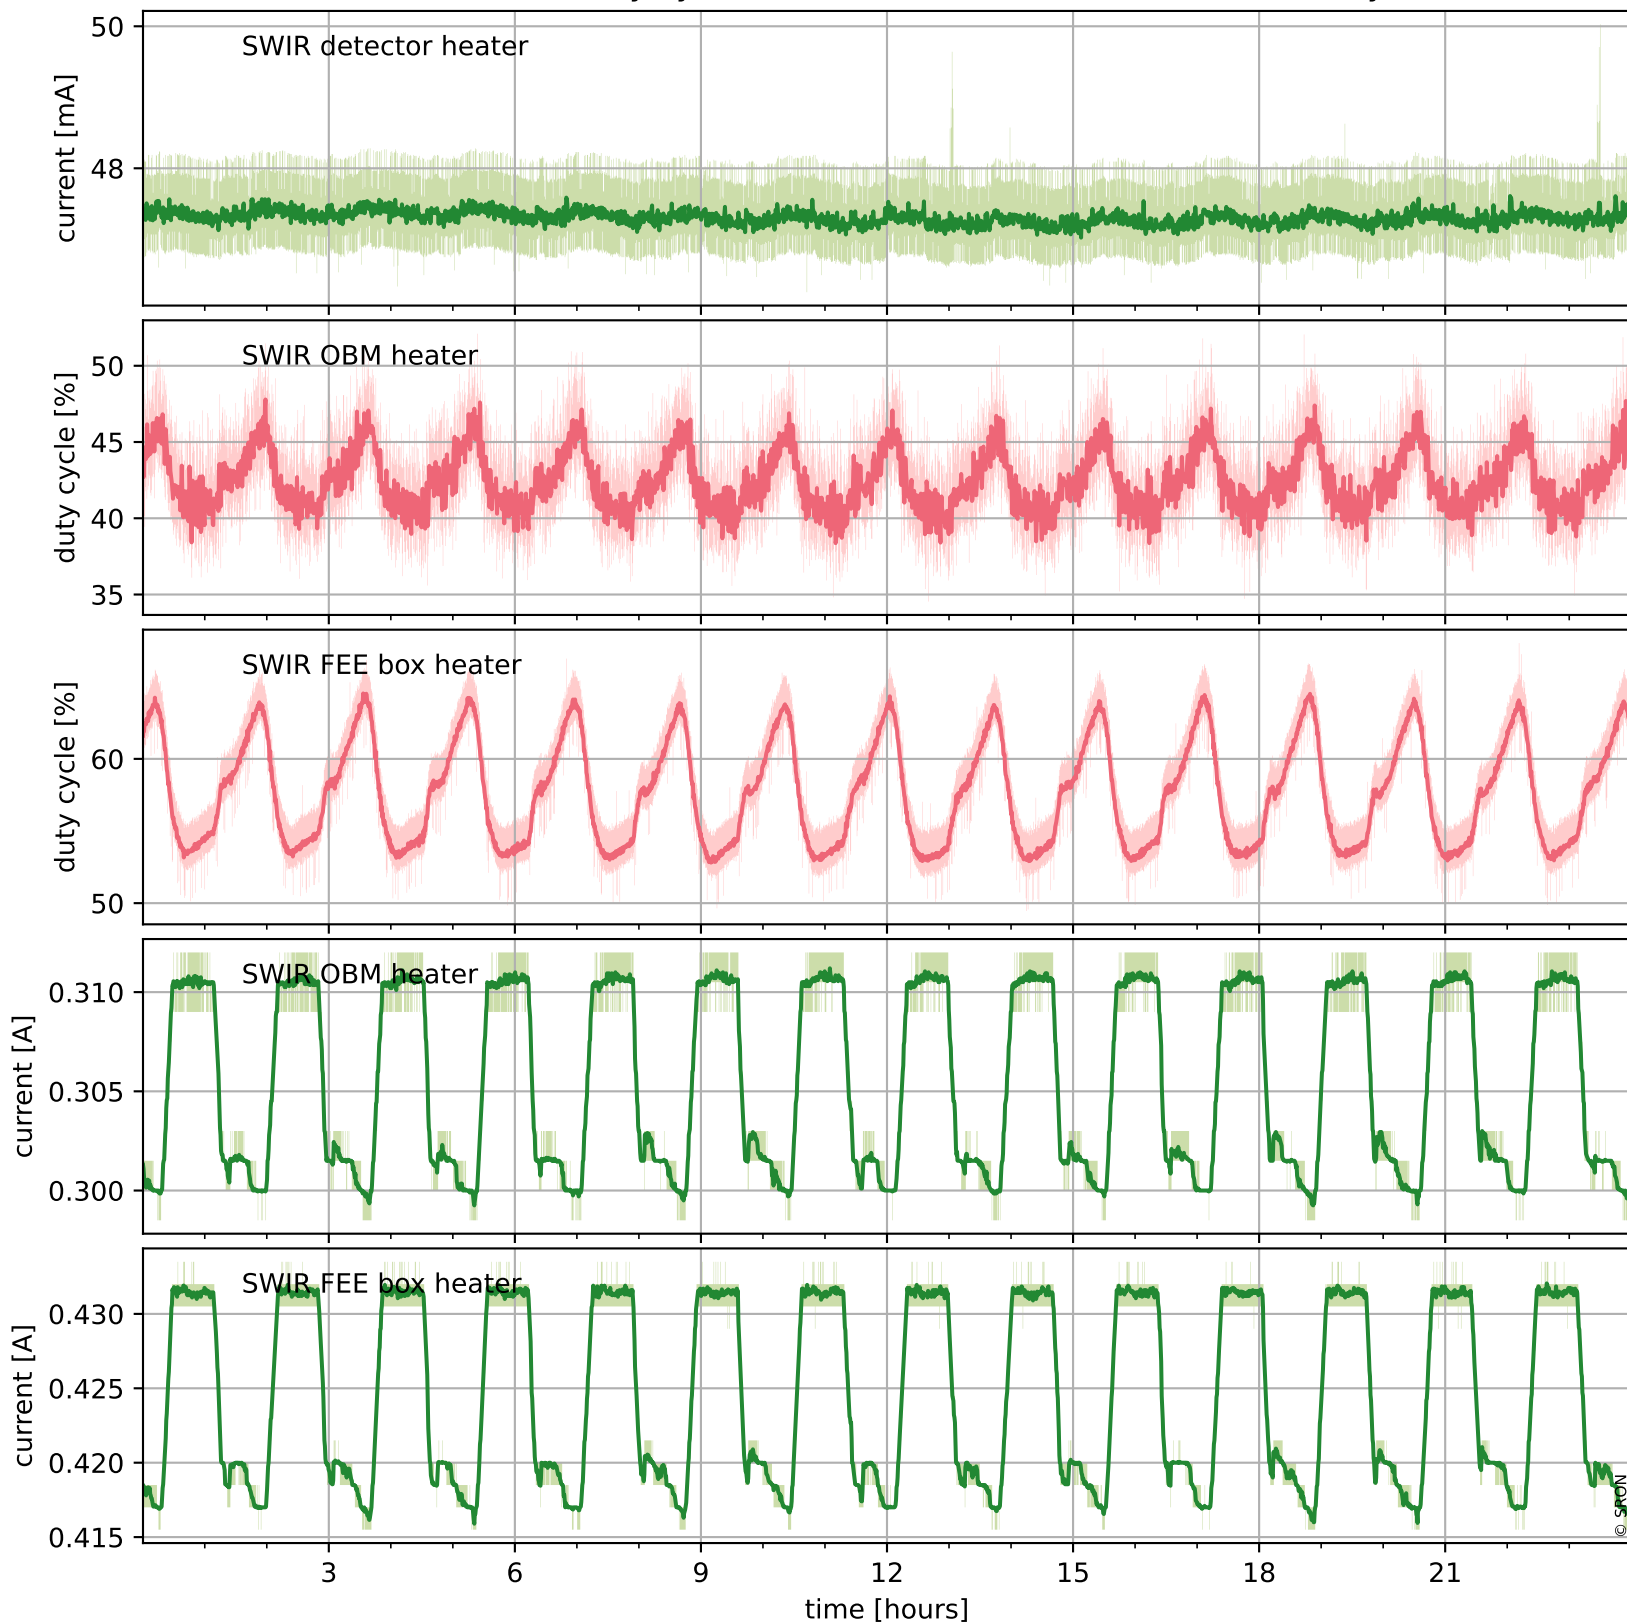 50
48
current [mA]
SWIR detector heater
50
45
40
35
duty cycle [%]
SWIR OBM heater
60
50
duty cycle [%]
SWIR FEE box heater
0.310
0.305
0.300
current [A]
SWIR OBM heater
0.430
0.425
0.420
0.415
current [A]
SWIR FEE box heater
3 6 9 12 15 18 21
time [hours]
© SRON